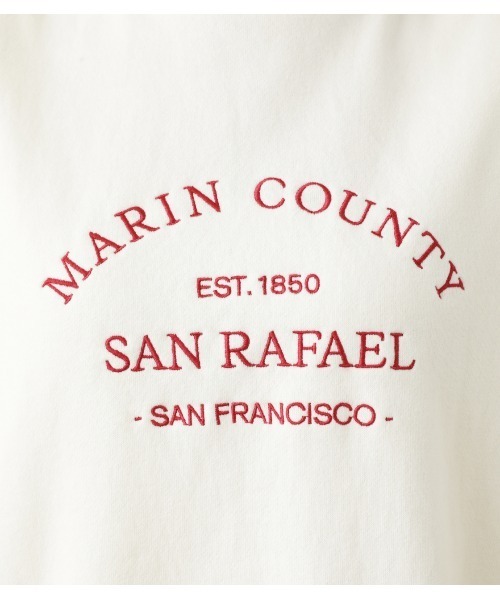 MARIN COUNTY
EST. 1850
SAN RAFAEL
- SAN FRANCISCO -